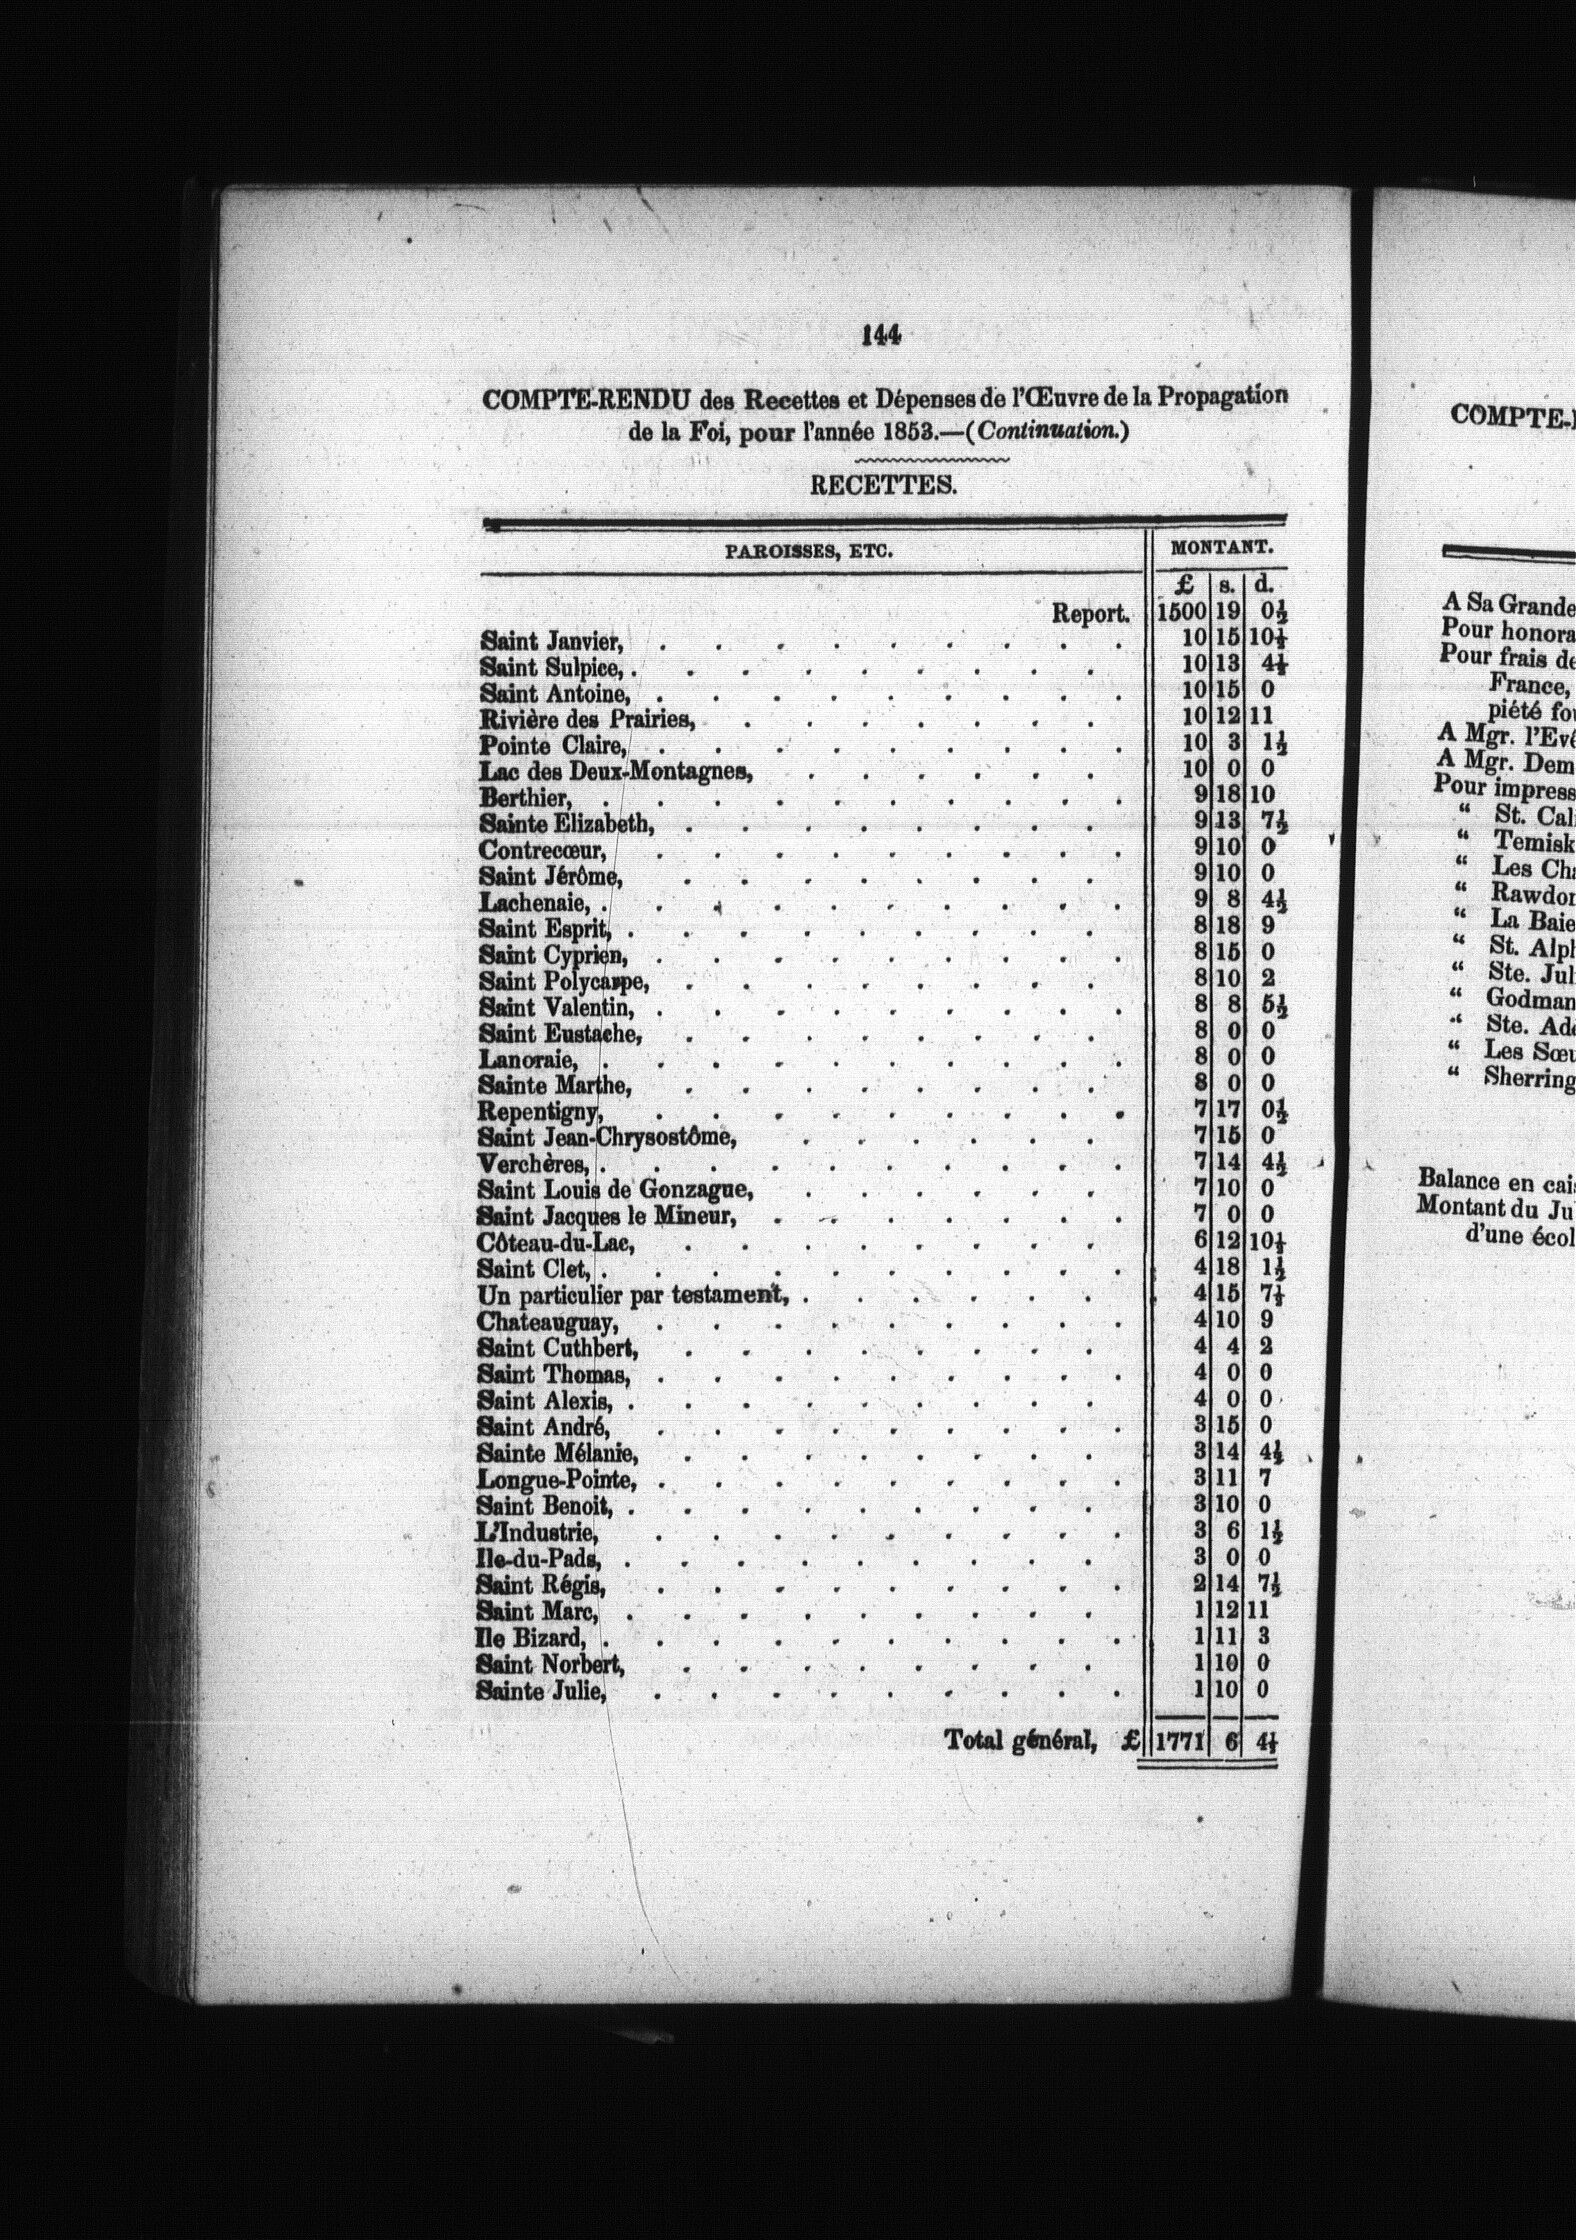 144
COMPTE-RENDU des Recettes et Dépenses de l'Œuvre de la Propagation
de la Foi, pour l'année 1853.—(Continuation.)
RECETTES.
PAROISSES, ETC. MONTANT.
£ s. d.
Report. 1500 19 0½
Saint Janvier, . . . . . . . . . 10 15 10½
Saint Sulpice, . . . . . . . . . 10 13 4½
Saint Antoine, . . . . . . . . . 10 15 0
Rivière des Prairies, . . . . . . . 10 12 11
Pointe Claire, . . . . . . . . . 10 3 1½
Lac des Deux-Montagnes, . . . . . . 10 0 0
Berthier, . . . . . . . . . . 9 18 10
Sainte Elizabeth, . . . . . . . . 9 13 7½
Contrecœur, . . . . . . . . . 9 10 0
Saint Jérôme, . . . . . . . . 9 10 0
Lachenaie, . . . . . . . . . . 9 8 4½
Saint Esprit, . . . . . . . . . 8 18 9
Saint Cyprien, . . . . . . . . . 8 15 0
Saint Polycarpe, . . . . . . . . 8 10 2
Saint Valentin, . . . . . . . . . 8 8 5½
Saint Eustache, . . . . . . . . 8 0 0
Lanoraie, . . . . . . . . . . 8 0 0
Sainte Marthe, . . . . . . . . 8 0 0
Repentigny, . . . . . . . . . 7 17 0½
Saint Jean-Chrysostôme, . . . . . . 7 15 0
Verchères, . . . . . . . . . . 7 14 4½
Saint Louis de Gonzague, . . . . . . 7 10 0
Saint Jacques le Mineur, . . . . . . . 7 0 0
Côteau-du-Lac, . . . . . . . . 6 12 10½
Saint Clet, . . . . . . . . . . 4 18 1½
Un particulier par testament, . . . . . . 4 15 7½
Chateauguay, . . . . . . . . . 4 10 9
Saint Cuthbert, . . . . . . . . 4 4 2
Saint Thomas, . . . . . . . . . 4 0 0
Saint Alexis, . . . . . . . . . 4 0 0
Saint André, . . . . . . . . . 3 15 0
Sainte Mélanie, . . . . . . . . 3 14 4½
Longue-Pointe, . . . . . . . . . 3 11 7
Saint Benoit, . . . . . . . . . 3 10 0
L'Industrie, . . . . . . . . . 3 6 1½
Ile-du-Pads, . . . . . . . . . 3 0 0
Saint Régis, . . . . . . . . . 2 14 7½
Saint Marc, . . . . . . . . . 1 12 11
Ile Bizard, . . . . . . . . . . 1 11 3
Saint Norbert, . . . . . . . . 1 10 0
Sainte Julie, . . . . . . . . . 1 10 0
Total général, £ 1771 6 4½
COMPTE-
A Sa Grande
Pour honora
Pour frais de
France,
piété fou
A Mgr. l'Evê
A Mgr. Dem
Pour impress
“ St. Cal
“ Temisk
“ Les Cha
“ Rawdon
“ La Baie
“ St. Alph
“ Ste. Jul
“ Godman
“ Ste. Adè
“ Les Sœu
“ Sherring
Balance en cais
Montant du Ju
d'une écol